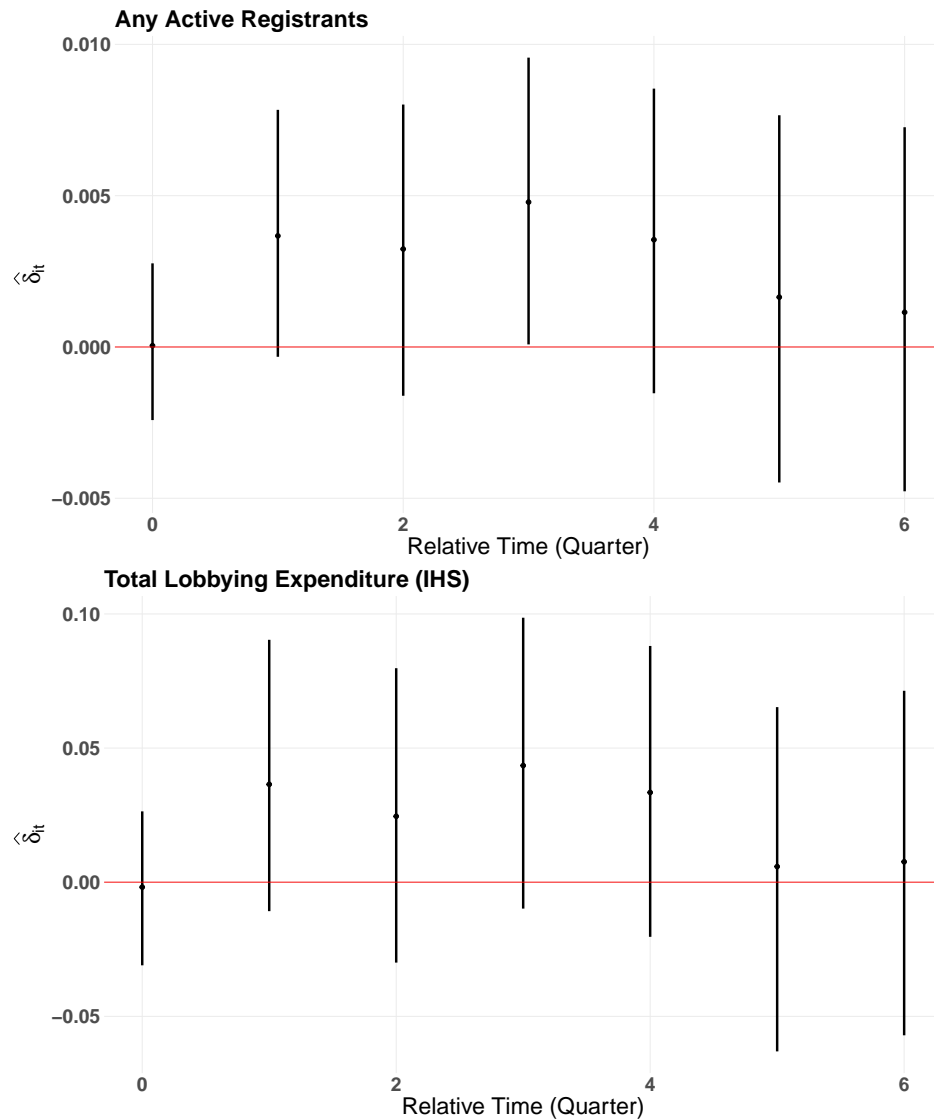 Any Active Registrants
0.010
0.005
0.000
−0.005
δ̂it
0 2 4 6
Relative Time (Quarter)
Total Lobbying Expenditure (IHS)
0.10
0.05
0.00
−0.05
δ̂it
0 2 4 6
Relative Time (Quarter)